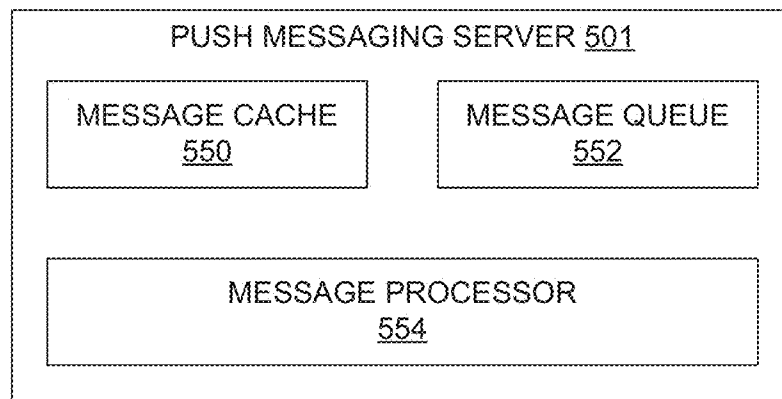 PUSH MESSAGING SERVER 501
MESSAGE CACHE
550
MESSAGE QUEUE
552
MESSAGE PROCESSOR
554